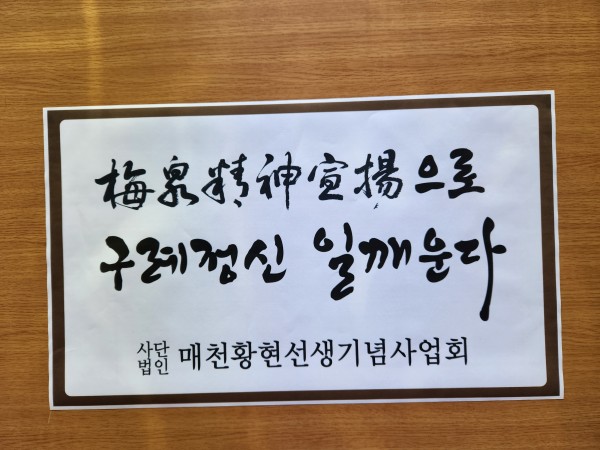 梅泉精神宣揚으로
구례정신 일깨운다
사단법인 매천황현선생기념사업회